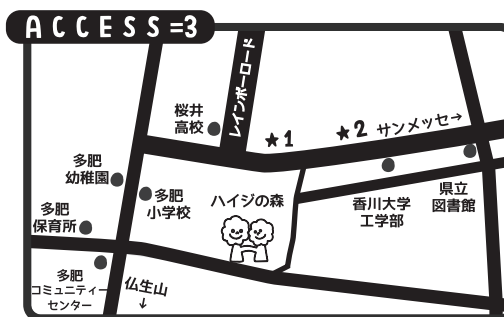 ACCESS=3
レインボーロード
桜井
高校
★1
★2 サンメッセ→
多肥
幼稚園
多肥
小学校
ハイジの森
香川大学
工学部
県立
図書館
多肥
保育所
多肥
コミュニティー
センター
仏生山
↓